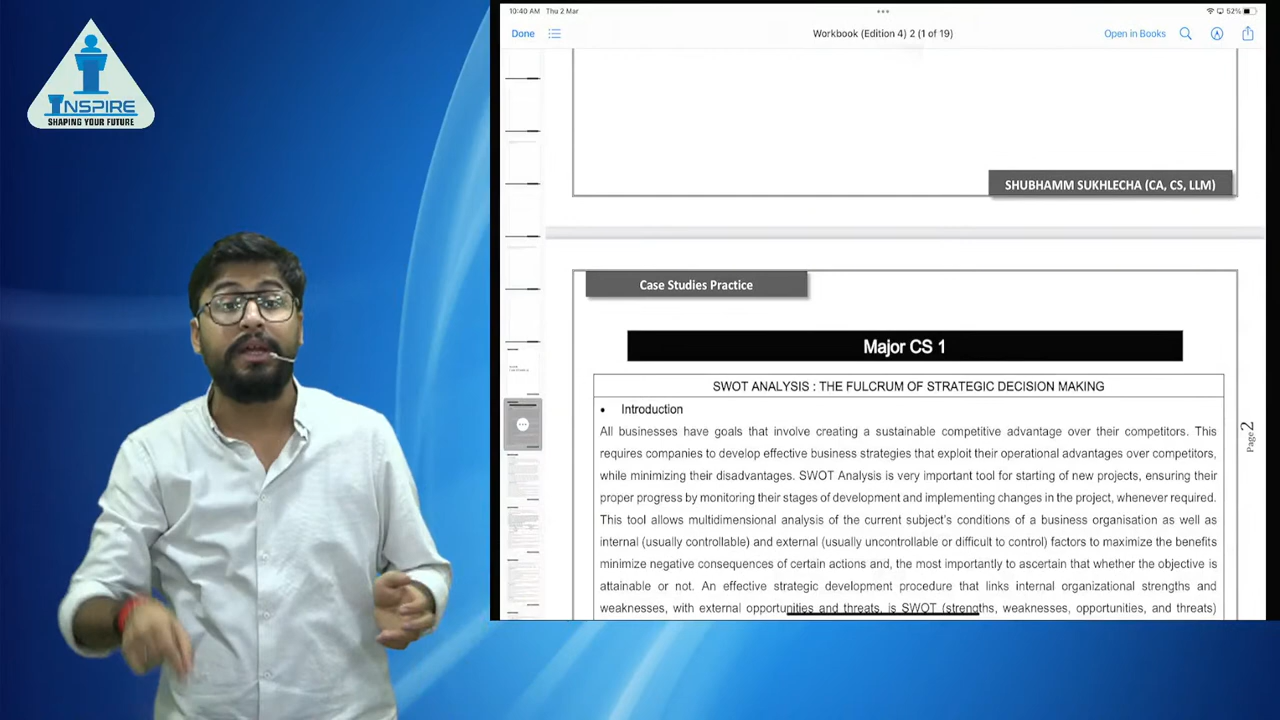 INSPIRE
SHAPING YOUR FUTURE
10:40 AM Thu 2 Mar
52%
Done
Workbook (Edition 4) 2 (1 of 19)
Open in Books
SHUBHAMM SUKHLECHA (CA, CS, LLM)
Case Studies Practice
Major CS 1
SWOT ANALYSIS : THE FULCRUM OF STRATEGIC DECISION MAKING
• Introduction
All businesses have goals that involve creating a sustainable competitive advantage over their competitors. This
requires companies to develop effective business strategies that exploit their operational advantages over competitors,
while minimizing their disadvantages. SWOT Analysis is very important tool for starting of new projects, ensuring their
proper progress by monitoring their stages of development and implementing changes in the project, whenever required.
This tool allows multidimensional analysis of the current subject's conditions of a business organisation as well as
internal (usually controllable) and external (usually uncontrollable or difficult to control) factors to maximize the benefits
minimize negative consequences of certain actions and, the most importantly to ascertain that whether the objective is
attainable or not. An effective strategic development procedure that links internal organizational strengths and
weaknesses, with external opportunities and threats, is SWOT strengths, weaknesses, opportunities, and threats)
Page 2